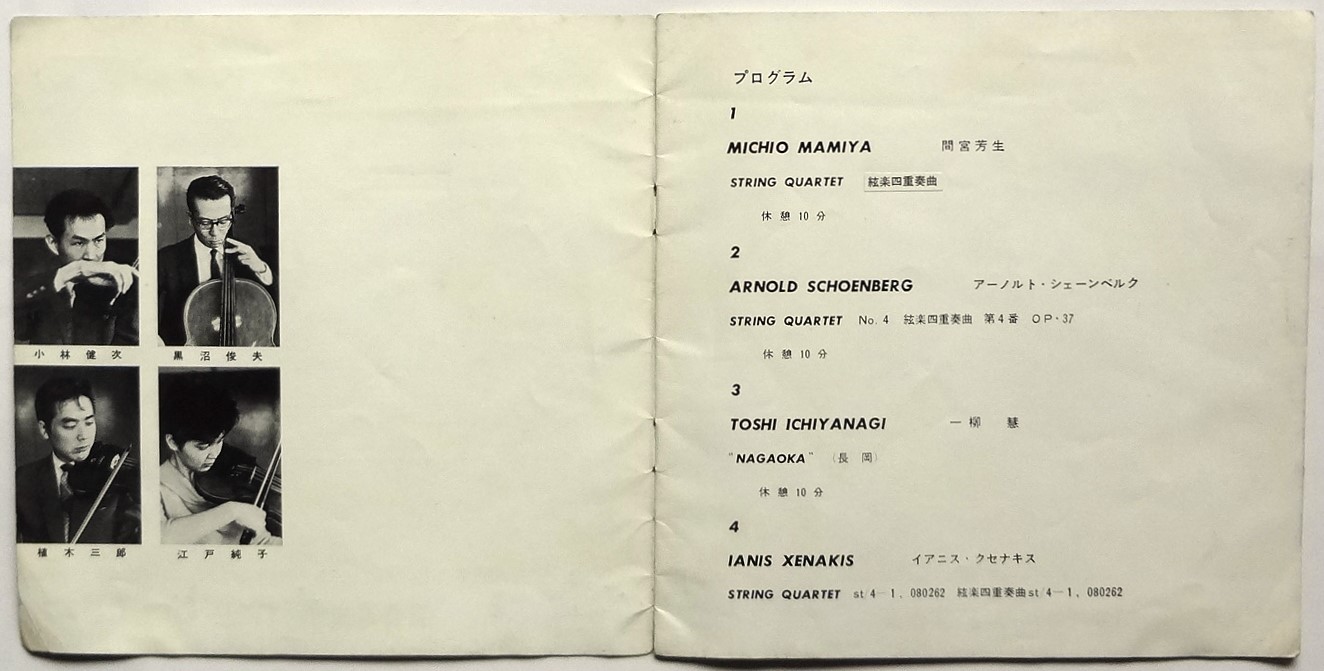 小林健次
黒沼俊夫
植木三郎
江戸純子
プログラム
1
MICHIO MAMIYA 間宮芳生
STRING QUARTET 絃楽四重奏曲
休憩10分
2
ARNOLD SCHOENBERG アーノルト・シェーンベルク
STRING QUARTET No. 4 絃楽四重奏曲 第4番 OP・37
休憩10分
3
TOSHI ICHIYANAGI 一柳 慧
"NAGAOKA" (長岡)
休憩10分
4
IANIS XENAKIS イアニス・クセナキス
STRING QUARTET st/4—1, 080262 絃楽四重奏曲st/4—1, 080262